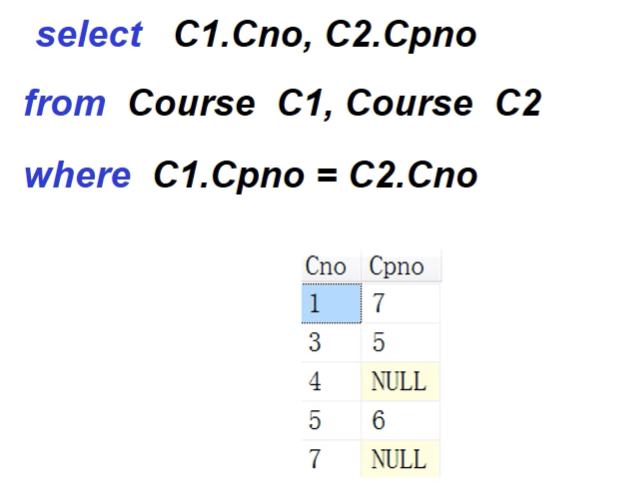 select C1.Cno, C2.Cpno
from Course C1, Course C2
where C1.Cpno = C2.Cno
Cno Cpno
1 7
3 5
4 NULL
5 6
7 NULL